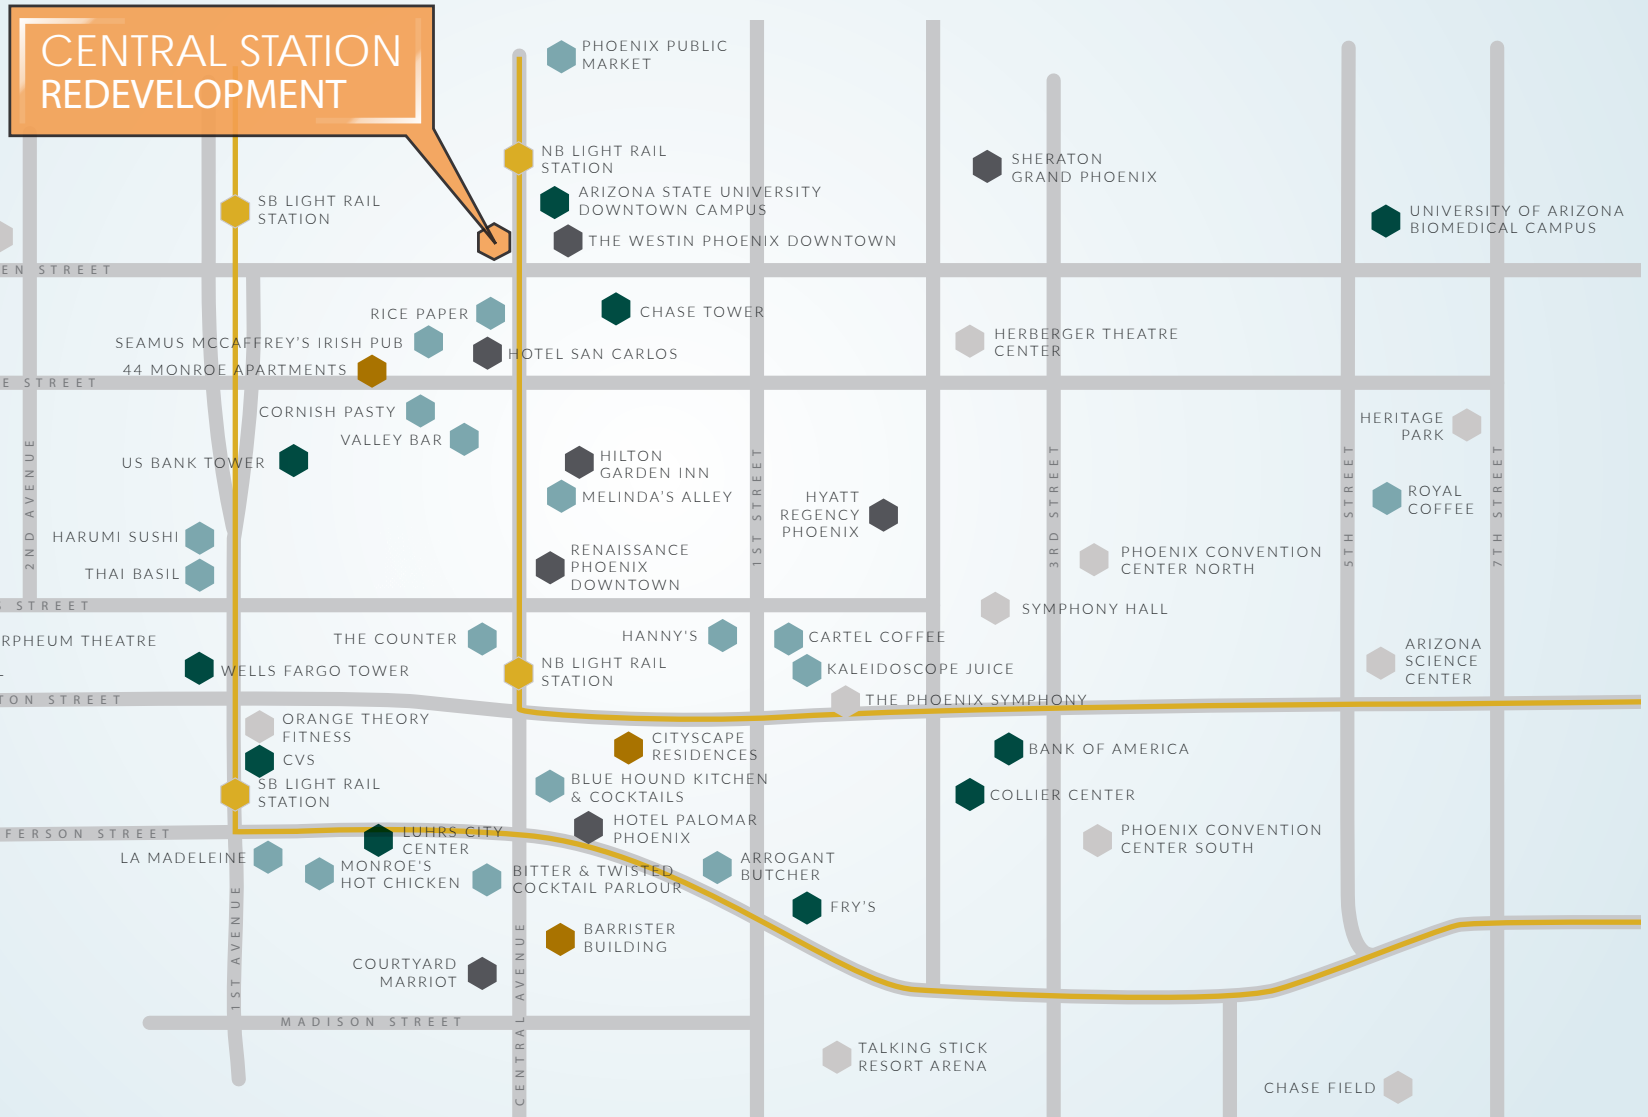 CENTRAL STATION
REDEVELOPMENT
PHOENIX PUBLIC
MARKET
NB LIGHT RAIL
STATION
SHERATON
GRAND PHOENIX
ARIZONA STATE UNIVERSITY
DOWNTOWN CAMPUS
SB LIGHT RAIL
STATION
UNIVERSITY OF ARIZONA
BIOMEDICAL CAMPUS
THE WESTIN PHOENIX DOWNTOWN
EN STREET
RICE PAPER
CHASE TOWER
SEAMUS MCCAFFREY'S IRISH PUB
HOTEL SAN CARLOS
HERBERGER THEATRE
CENTER
44 MONROE APARTMENTS
E STREET
CORNISH PASTY
VALLEY BAR
HERITAGE
PARK
US BANK TOWER
HILTON
GARDEN INN
MELINDA'S ALLEY
HYATT
REGENCY
PHOENIX
ROYAL
COFFEE
2ND AVENUE
1ST STREET
3RD STREET
5TH STREET
7TH STREET
HARUMI SUSHI
THAI BASIL
RENAISSANCE
PHOENIX
DOWNTOWN
PHOENIX CONVENTION
CENTER NORTH
S STREET
SYMPHONY HALL
RPHEUM THEATRE
THE COUNTER
HANNY'S
CARTEL COFFEE
ARIZONA
SCIENCE
CENTER
WELLS FARGO TOWER
NB LIGHT RAIL
STATION
KALEIDOSCOPE JUICE
L
TON STREET
THE PHOENIX SYMPHONY
ORANGE THEORY
FITNESS
CVS
CITYSCAPE
RESIDENCES
BANK OF AMERICA
SB LIGHT RAIL
STATION
BLUE HOUND KITCHEN
& COCKTAILS
COLLIER CENTER
FERSON STREET
LUHRS CITY
CENTER
HOTEL PALOMAR
PHOENIX
PHOENIX CONVENTION
CENTER SOUTH
LA MADELEINE
MONROE'S
HOT CHICKEN
BITTER & TWISTED
COCKTAIL PARLOUR
ARROGANT
BUTCHER
FRY'S
1ST AVENUE
CENTRAL AVENUE
BARRISTER
BUILDING
COURTYARD
MARRIOT
MADISON STREET
TALKING STICK
RESORT ARENA
CHASE FIELD